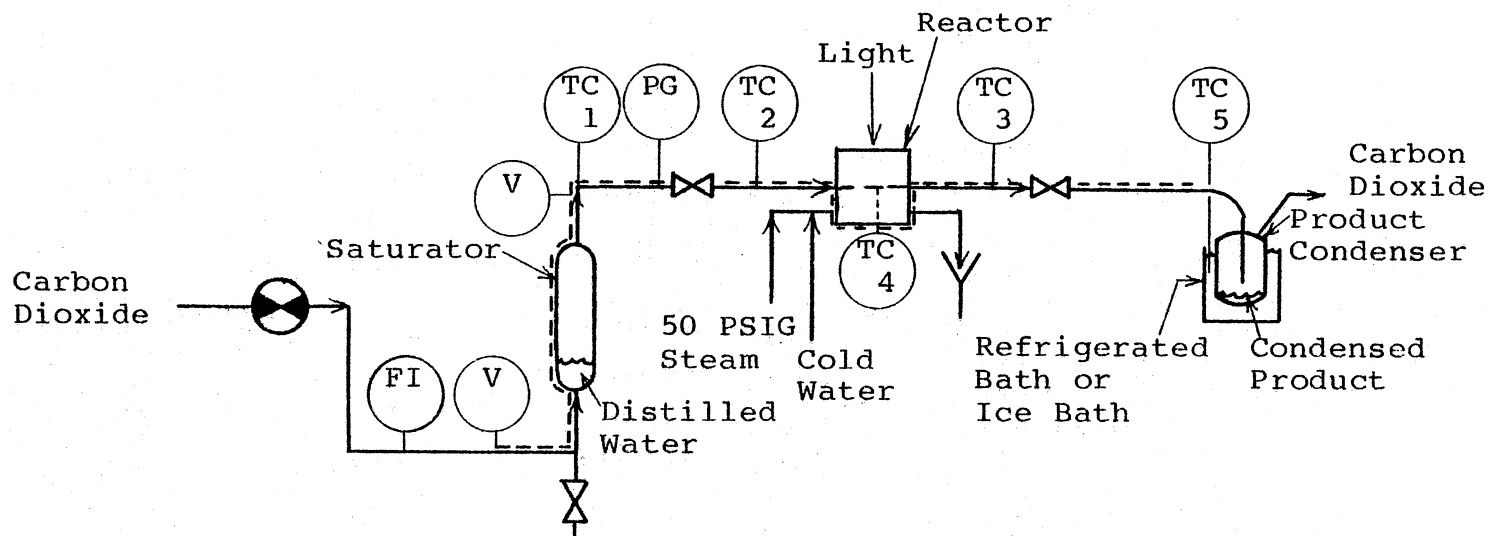 Reactor
Light
TC
1
PG
TC
2
TC
3
TC
5
V
Carbon
Dioxide
Product
Condenser
Saturator
TC
4
Carbon
Dioxide
50 PSIG
Steam
Cold
Water
Refrigerated
Bath or
Ice Bath
Condensed
Product
FI
V
Distilled
Water